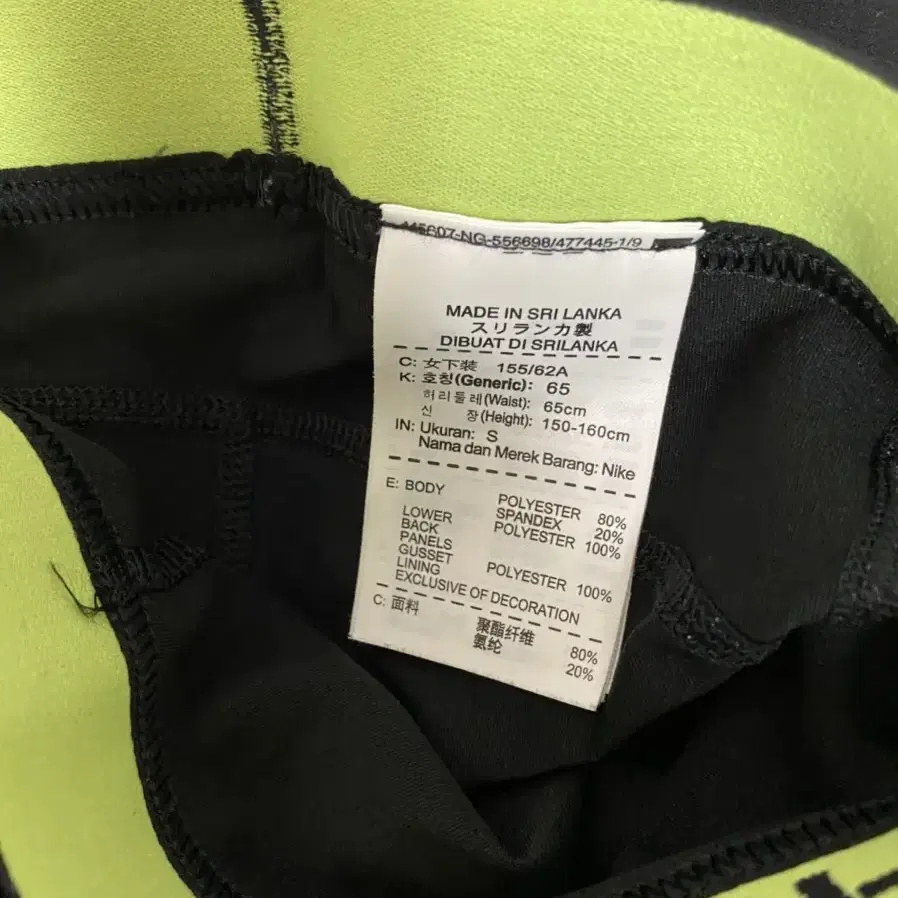 445607-NG-556698/477445-1/9
MADE IN SRI LANKA
スリランカ製
DIBUAT DI SRILANKA
C: 女下装 155/62A
K: 호칭(Generic): 65
허리둘레(Waist): 65cm
신 장(Height): 150-160cm
IN: Ukuran: S
Nama dan Merek Barang: Nike
E: BODY POLYESTER 80%
SPANDEX 20%
LOWER POLYESTER 100%
BACK
PANELS
GUSSET POLYESTER 100%
LINING
EXCLUSIVE OF DECORATION
C: 面料 聚酯纤维 80%
氨纶 20%